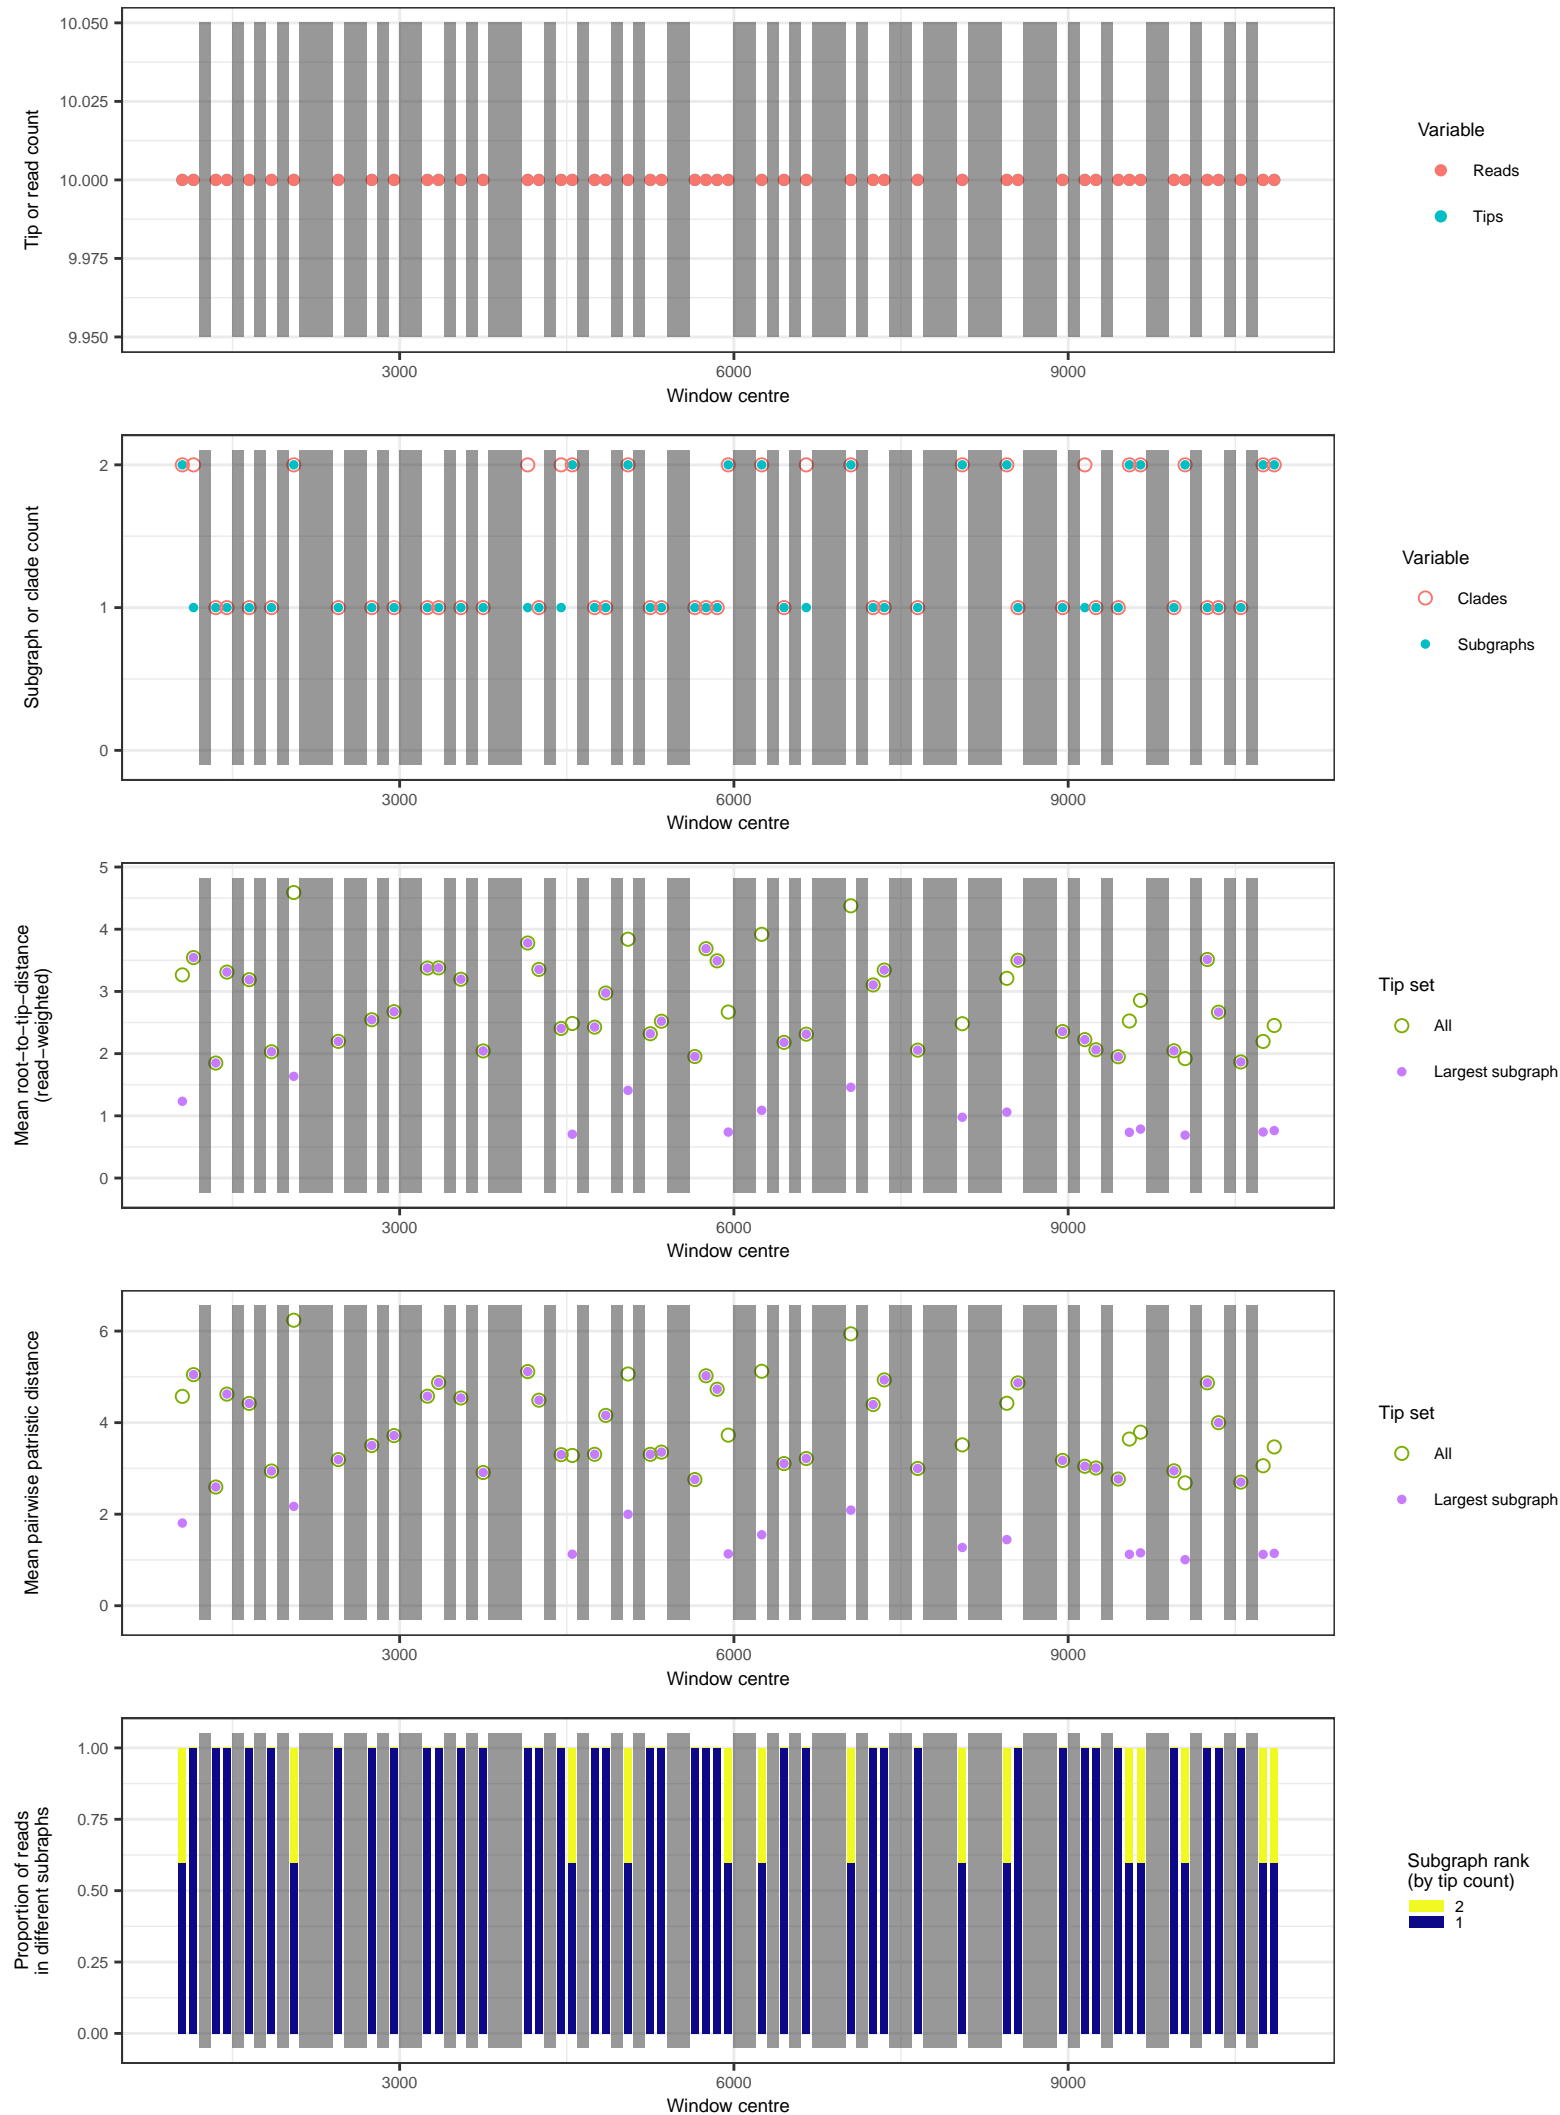 10.050
10.025
10.000
9.975
9.950
Tip or read count
3000
6000
9000
Window centre
Variable
Reads
Tips
2
1
0
Subgraph or clade count
3000
6000
9000
Window centre
Variable
Clades
Subgraphs
5
4
3
2
1
0
Mean root−to−tip−distance
(read−weighted)
3000
6000
9000
Window centre
Tip set
All
Largest subgraph
6
4
2
0
Mean pairwise patristic distance
3000
6000
9000
Window centre
Tip set
All
Largest subgraph
1.00
0.75
0.50
0.25
0.00
Proportion of reads
in different subraphs
3000
6000
9000
Window centre
Subgraph rank
(by tip count)
2
1